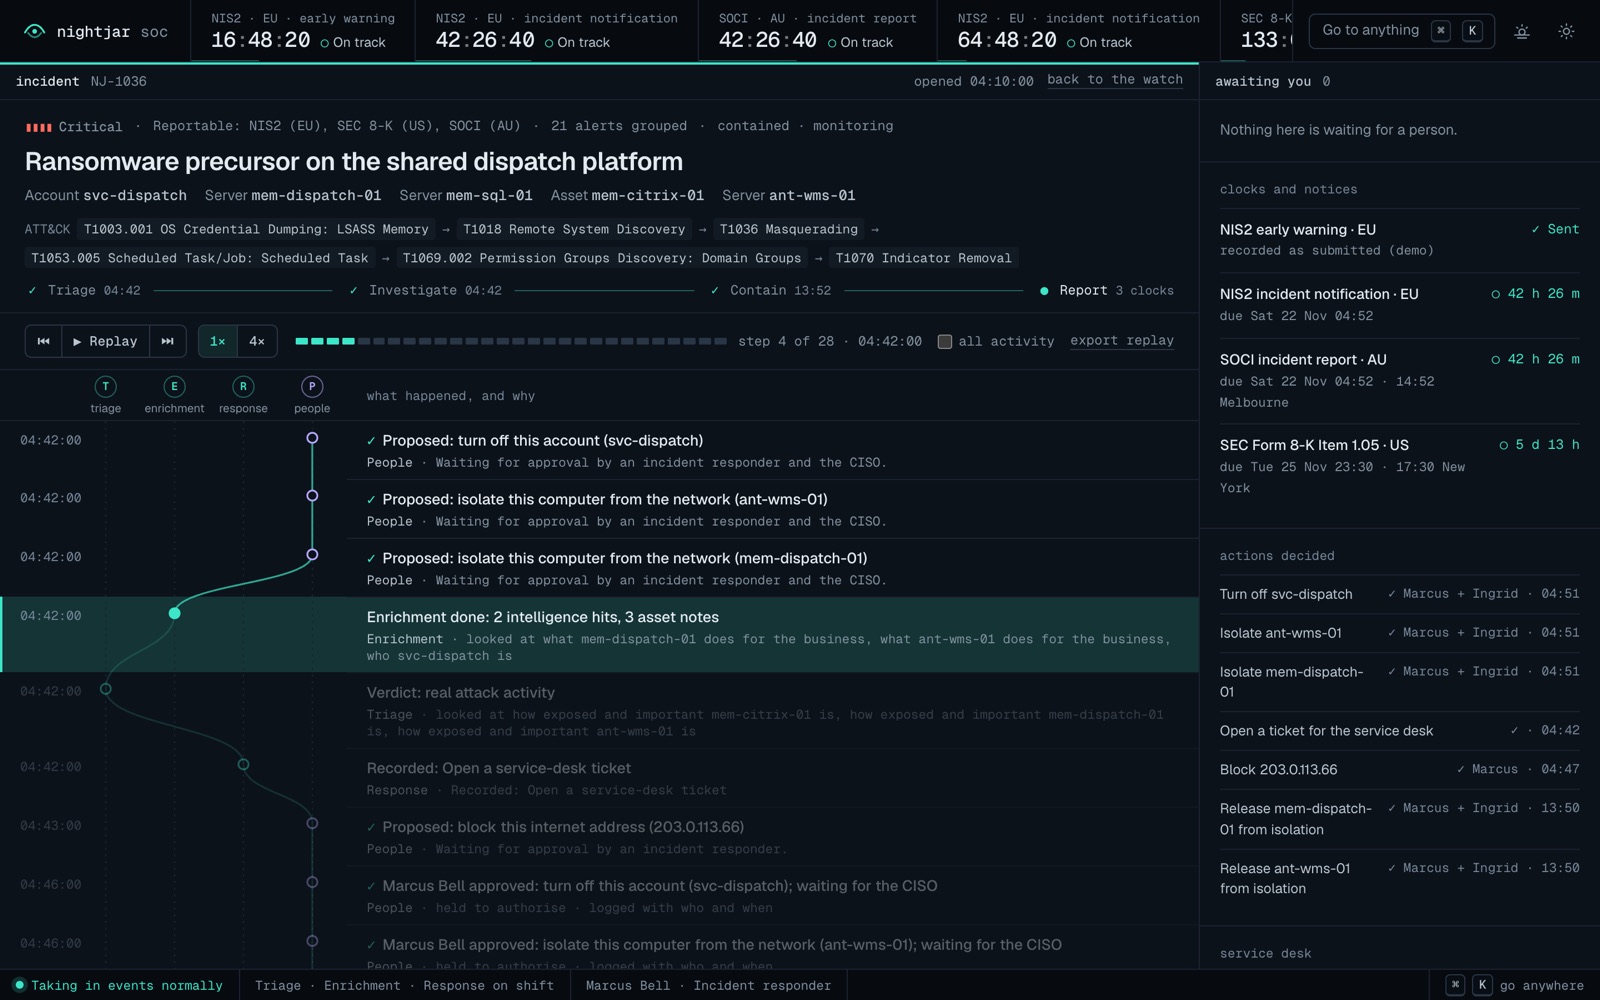 nightjar soc
NIS2 · EU · early warning
16:48:20 On track
NIS2 · EU · incident notification
42:26:40 On track
SOCI · AU · incident report
42:26:40 On track
NIS2 · EU · incident notification
64:48:20 On track
SEC 8-K
133:
Go to anything ⌘ K
incident NJ-1036
opened 04:10:00 back to the watch
Critical · Reportable: NIS2 (EU), SEC 8-K (US), SOCI (AU) · 21 alerts grouped · contained · monitoring
Ransomware precursor on the shared dispatch platform
Account svc-dispatch Server mem-dispatch-01 Server mem-sql-01 Asset mem-citrix-01 Server ant-wms-01
ATT&CK T1003.001 OS Credential Dumping: LSASS Memory → T1018 Remote System Discovery → T1036 Masquerading →
T1053.005 Scheduled Task/Job: Scheduled Task → T1069.002 Permission Groups Discovery: Domain Groups → T1070 Indicator Removal
✓ Triage 04:42 ✓ Investigate 04:42 ✓ Contain 13:52 Report 3 clocks
⏮ ▶ Replay ⏭ 1× 4× step 4 of 28 · 04:42:00 all activity export replay
T E R P
triage enrichment response people what happened, and why
04:42:00 ✓ Proposed: turn off this account (svc-dispatch)
People · Waiting for approval by an incident responder and the CISO.
04:42:00 ✓ Proposed: isolate this computer from the network (ant-wms-01)
People · Waiting for approval by an incident responder and the CISO.
04:42:00 ✓ Proposed: isolate this computer from the network (mem-dispatch-01)
People · Waiting for approval by an incident responder and the CISO.
04:42:00 Enrichment done: 2 intelligence hits, 3 asset notes
Enrichment · looked at what mem-dispatch-01 does for the business, what ant-wms-01 does for the business,
who svc-dispatch is
04:42:00 Verdict: real attack activity
Triage · looked at how exposed and important mem-citrix-01 is, how exposed and important mem-dispatch-01
is, how exposed and important ant-wms-01 is
04:42:00 Recorded: Open a service-desk ticket
Response · Recorded: Open a service-desk ticket
04:43:00 ✓ Proposed: block this internet address (203.0.113.66)
People · Waiting for approval by an incident responder.
04:46:00 ✓ Marcus Bell approved: turn off this account (svc-dispatch); waiting for the CISO
People · held to authorise · logged with who and when
04:46:00 ✓ Marcus Bell approved: isolate this computer from the network (ant-wms-01); waiting for the CISO
People · held to authorise · logged with who and when
awaiting you 0
Nothing here is waiting for a person.
clocks and notices
NIS2 early warning · EU ✓ Sent
recorded as submitted (demo)
NIS2 incident notification · EU 42 h 26 m
due Sat 22 Nov 04:52
SOCI incident report · AU 42 h 26 m
due Sat 22 Nov 04:52 · 14:52
Melbourne
SEC Form 8-K Item 1.05 · US 5 d 13 h
due Tue 25 Nov 23:30 · 17:30 New
York
actions decided
Turn off svc-dispatch ✓ Marcus + Ingrid · 04:51
Isolate ant-wms-01 ✓ Marcus + Ingrid · 04:51
Isolate mem-dispatch- ✓ Marcus + Ingrid · 04:51
01
Open a ticket for the service desk ✓ · 04:42
Block 203.0.113.66 ✓ Marcus · 04:47
Release mem-dispatch- ✓ Marcus + Ingrid · 13:50
01 from isolation
Release ant-wms-01 ✓ Marcus + Ingrid · 13:50
from isolation
service desk
Taking in events normally Triage · Enrichment · Response on shift Marcus Bell · Incident responder ⌘ K go anywhere